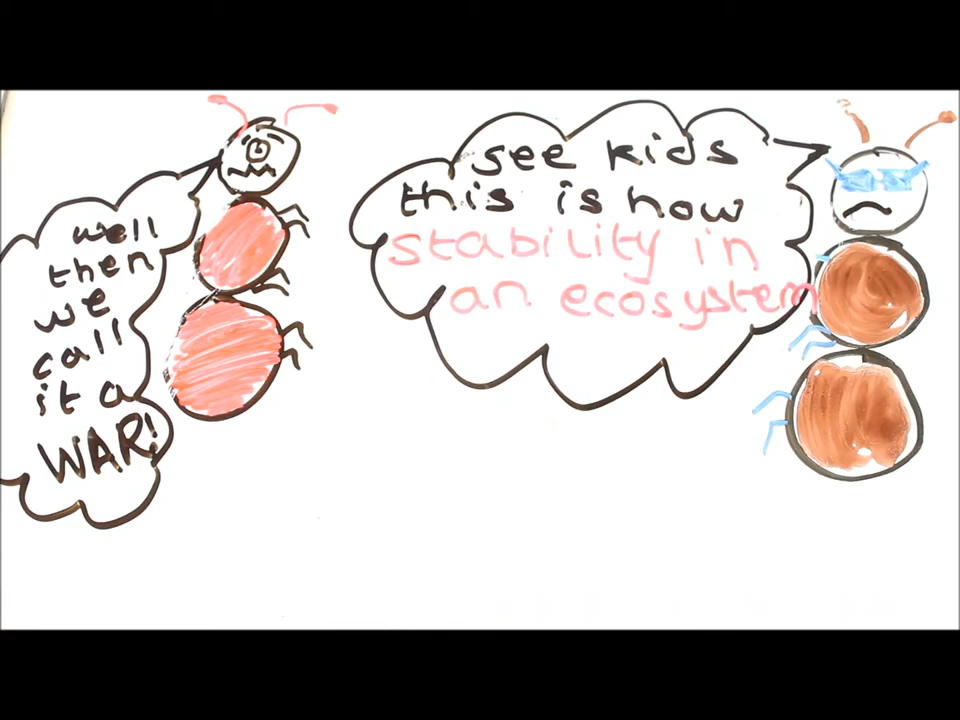 well
then
we
call
it a
WAR!
see kids
this is how
stability in
an ecosystem